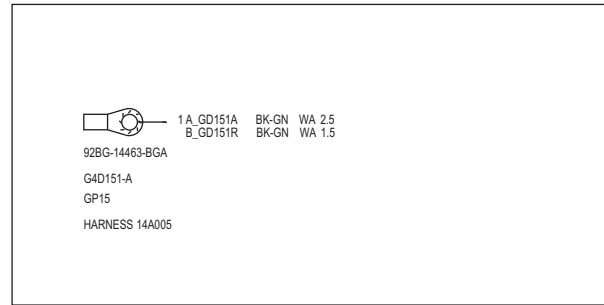 1 A_GD151A BK-GN WA 2.5
B_GD151R BK-GN WA 1.5
92BG-14463-BGA
G4D151-A
GP15
HARNESS 14A005